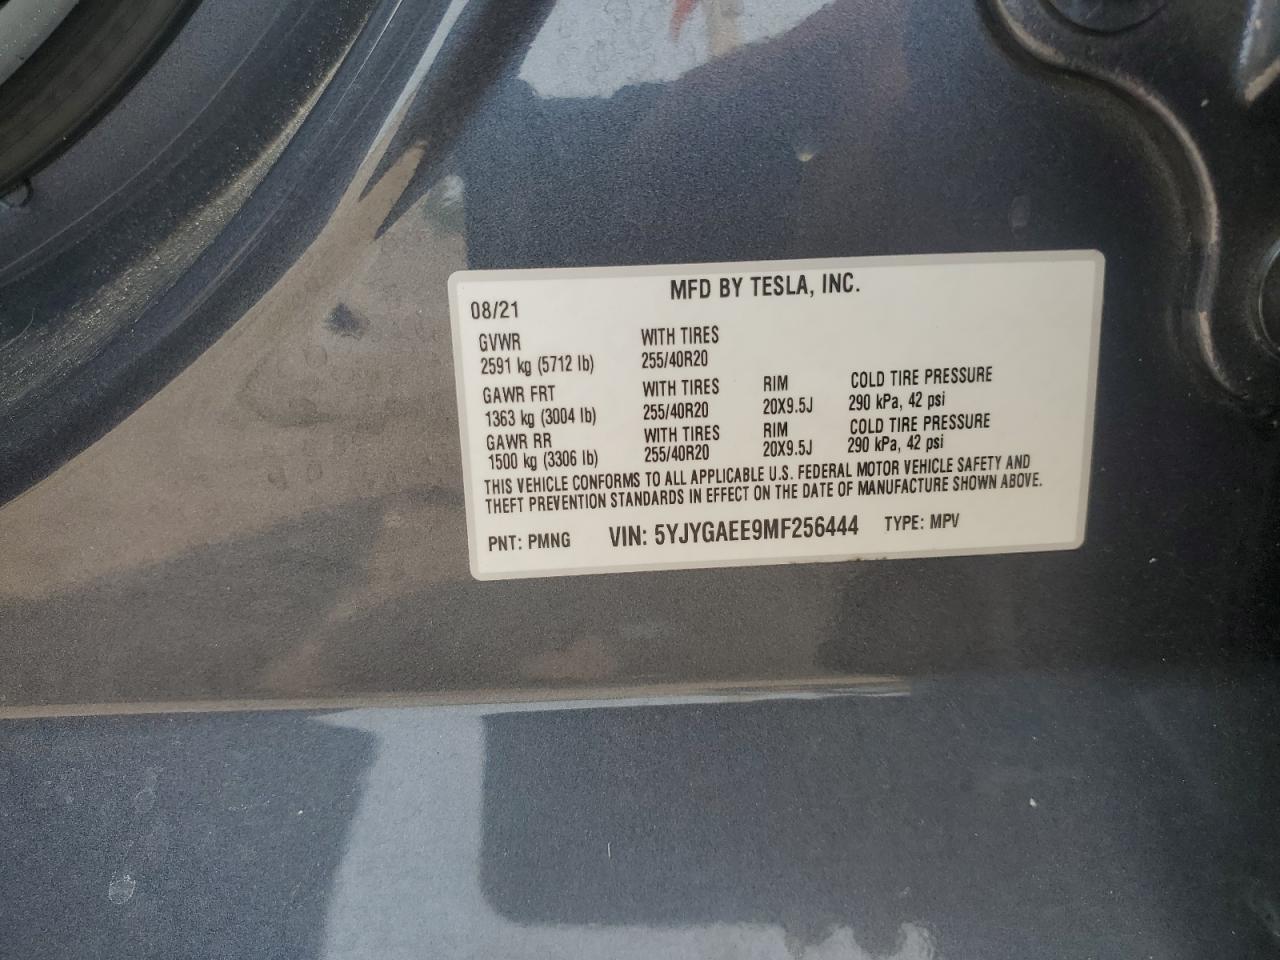 MFD BY TESLA, INC.
08/21
GVWR WITH TIRES
2591 kg (5712 lb) 255/40R20
GAWR FRT WITH TIRES RIM COLD TIRE PRESSURE
1363 kg (3004 lb) 255/40R20 20X9.5J 290 kPa, 42 psi
GAWR RR WITH TIRES RIM COLD TIRE PRESSURE
1500 kg (3306 lb) 255/40R20 20X9.5J 290 kPa, 42 psi
THIS VEHICLE CONFORMS TO ALL APPLICABLE U.S. FEDERAL MOTOR VEHICLE SAFETY AND
THEFT PREVENTION STANDARDS IN EFFECT ON THE DATE OF MANUFACTURE SHOWN ABOVE.
PNT: PMNG VIN: 5YJYGAEE9MF256444 TYPE: MPV